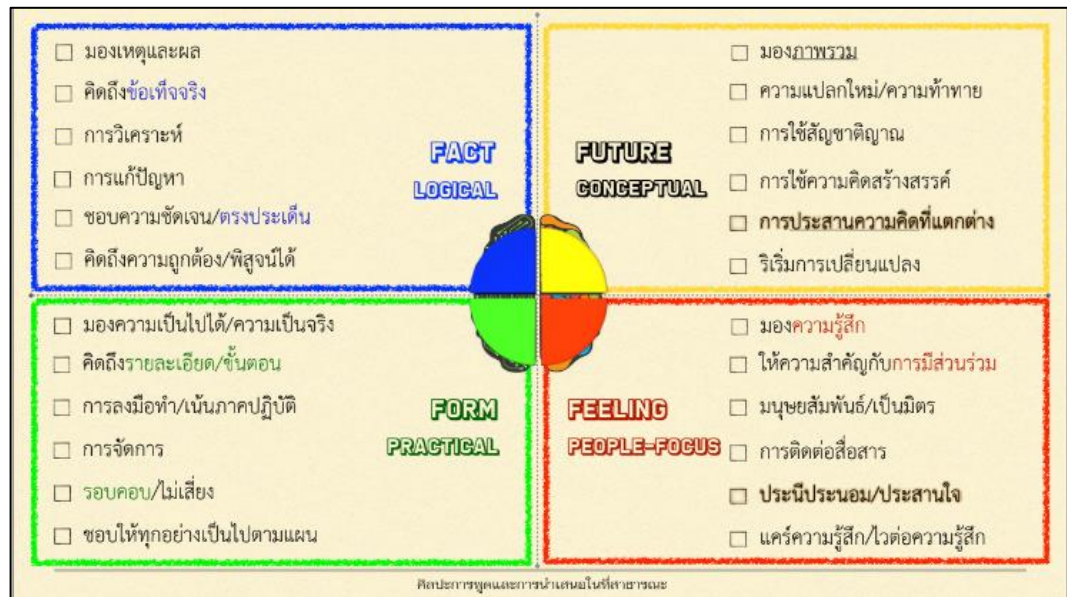 มองเหตุและผล
คิดถึงข้อเท็จจริง
การวิเคราะห์
การแก้ปัญหา
ชอบความชัดเจน/ตรงประเด็น
คิดถึงความถูกต้อง/พิสูจน์ได้
FACT
LOGICAL
มองภาพรวม
ความแปลกใหม่/ความท้าทาย
การใช้สัญชาติญาณ
การใช้ความคิดสร้างสรรค์
การประสานความคิดที่แตกต่าง
ริเริ่มการเปลี่ยนแปลง
FUTURE
CONCEPTUAL
มองความเป็นไปได้/ความเป็นจริง
คิดถึงรายละเอียด/ขั้นตอน
การลงมือทำ/เน้นภาคปฏิบัติ
การจัดการ
รอบคอบ/ไม่เสี่ยง
ชอบให้ทุกอย่างเป็นไปตามแผน
FORM
PRACTICAL
มองความรู้สึก
ให้ความสำคัญกับการมีส่วนร่วม
มนุษยสัมพันธ์/เป็นมิตร
การติดต่อสื่อสาร
ประนีประนอม/ประสานใจ
แคร์ความรู้สึก/ไวต่อความรู้สึก
FEELING
PEOPLE-FOCUS
ศิลปะการพูดและการนำเสนอในที่สาธารณะ